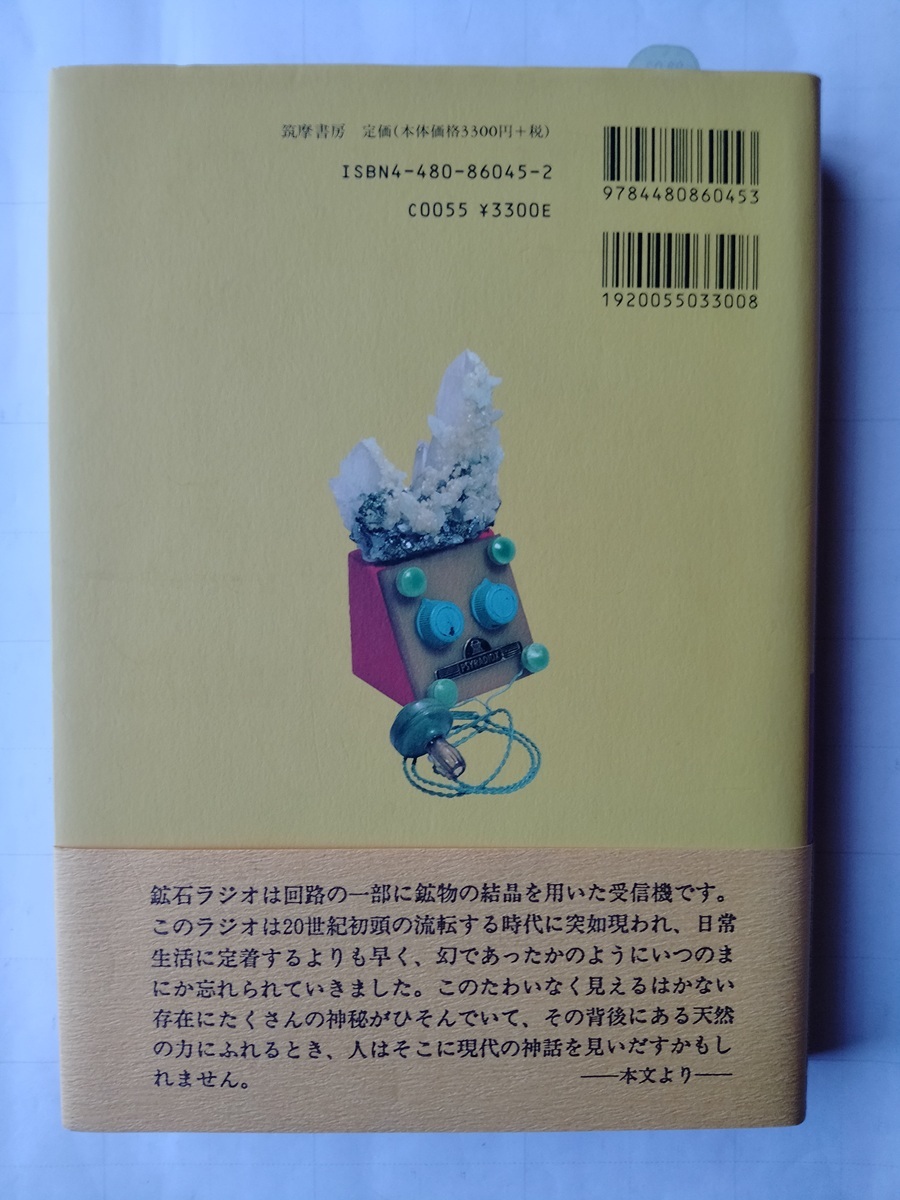 筑摩書房 定価(本体価格3300円+税)
ISBN4-480-86045-2
C0055 ¥3300E
9784480860453
1920055033008
鉱石ラジオは回路の一部に鉱物の結晶を用いた受信機です。
このラジオは20世紀初頭の流転する時代に突如現われ、日常
生活に定着するよりも早く、幻であったかのようにいつのま
にか忘れられていきました。このたわいなく見えるはかない
存在にたくさんの神秘がひそんでいて、その背後にある天然
の力にふれるとき、人はそこに現代の神話を見いだすかもし
れません。 ──本文より──